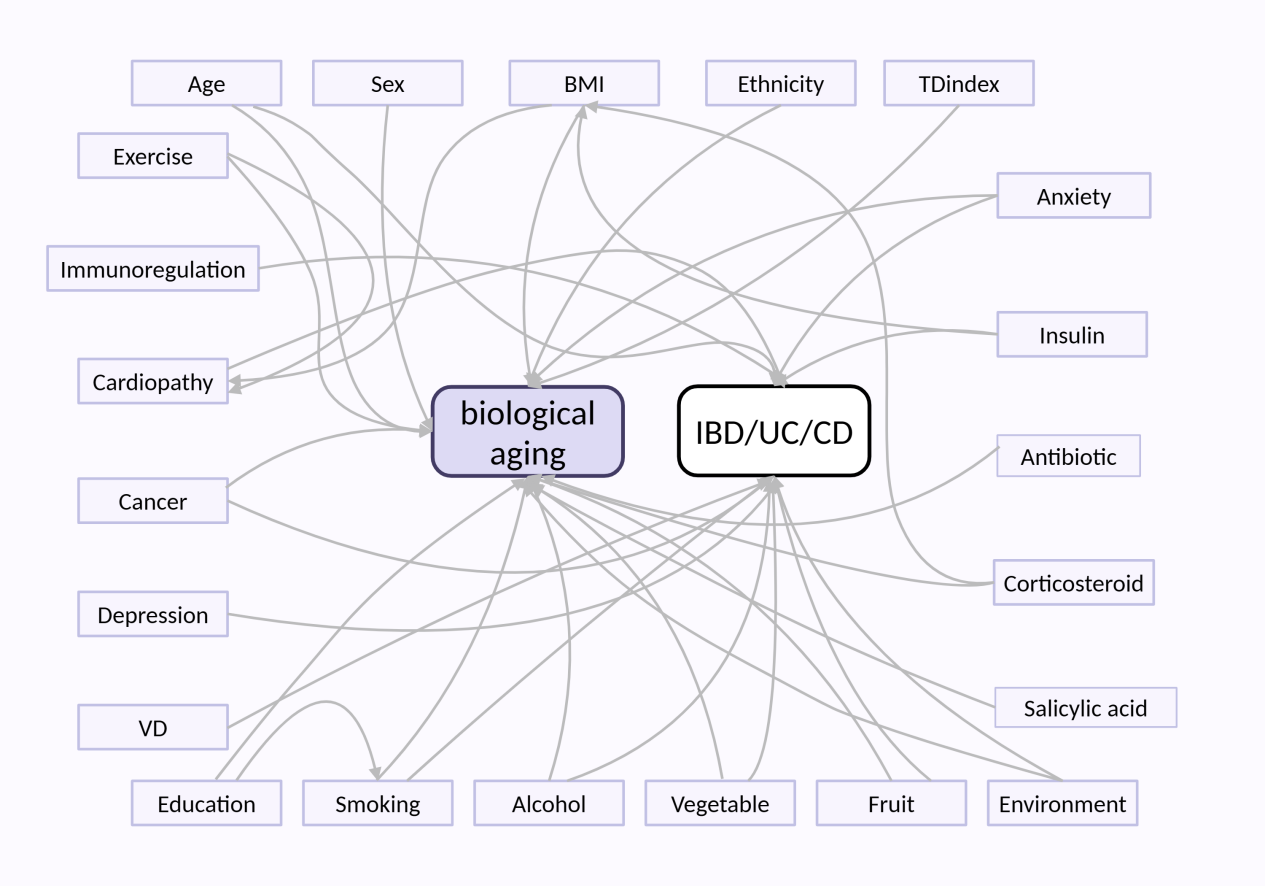 Age
Sex
BMI
Ethnicity
TDindex
Exercise
Anxiety
Immunoregulation
Insulin
Cardiopathy
biological
aging
IBD/UC/CD
Antibiotic
Cancer
Corticosteroid
Depression
Salicylic acid
VD
Education
Smoking
Alcohol
Vegetable
Fruit
Environment